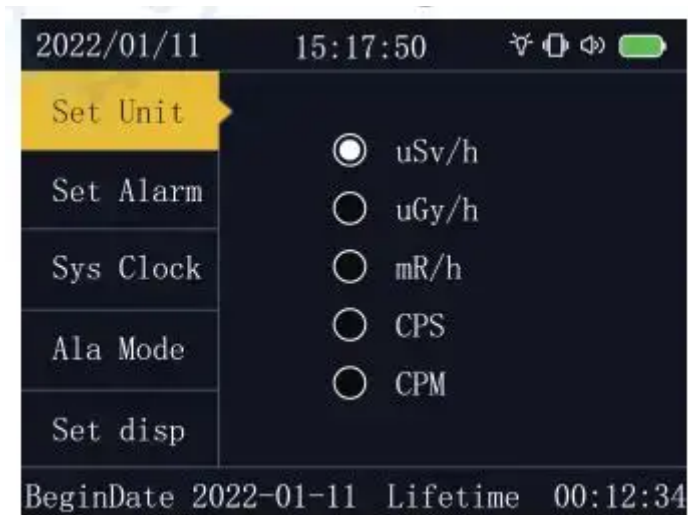 2022/01/11 15:17:50
Set Unit
Set Alarm
Sys Clock
Ala Mode
Set disp
uSv/h
uGy/h
mR/h
CPS
CPM
BeginDate 2022-01-11 Lifetime 00:12:34